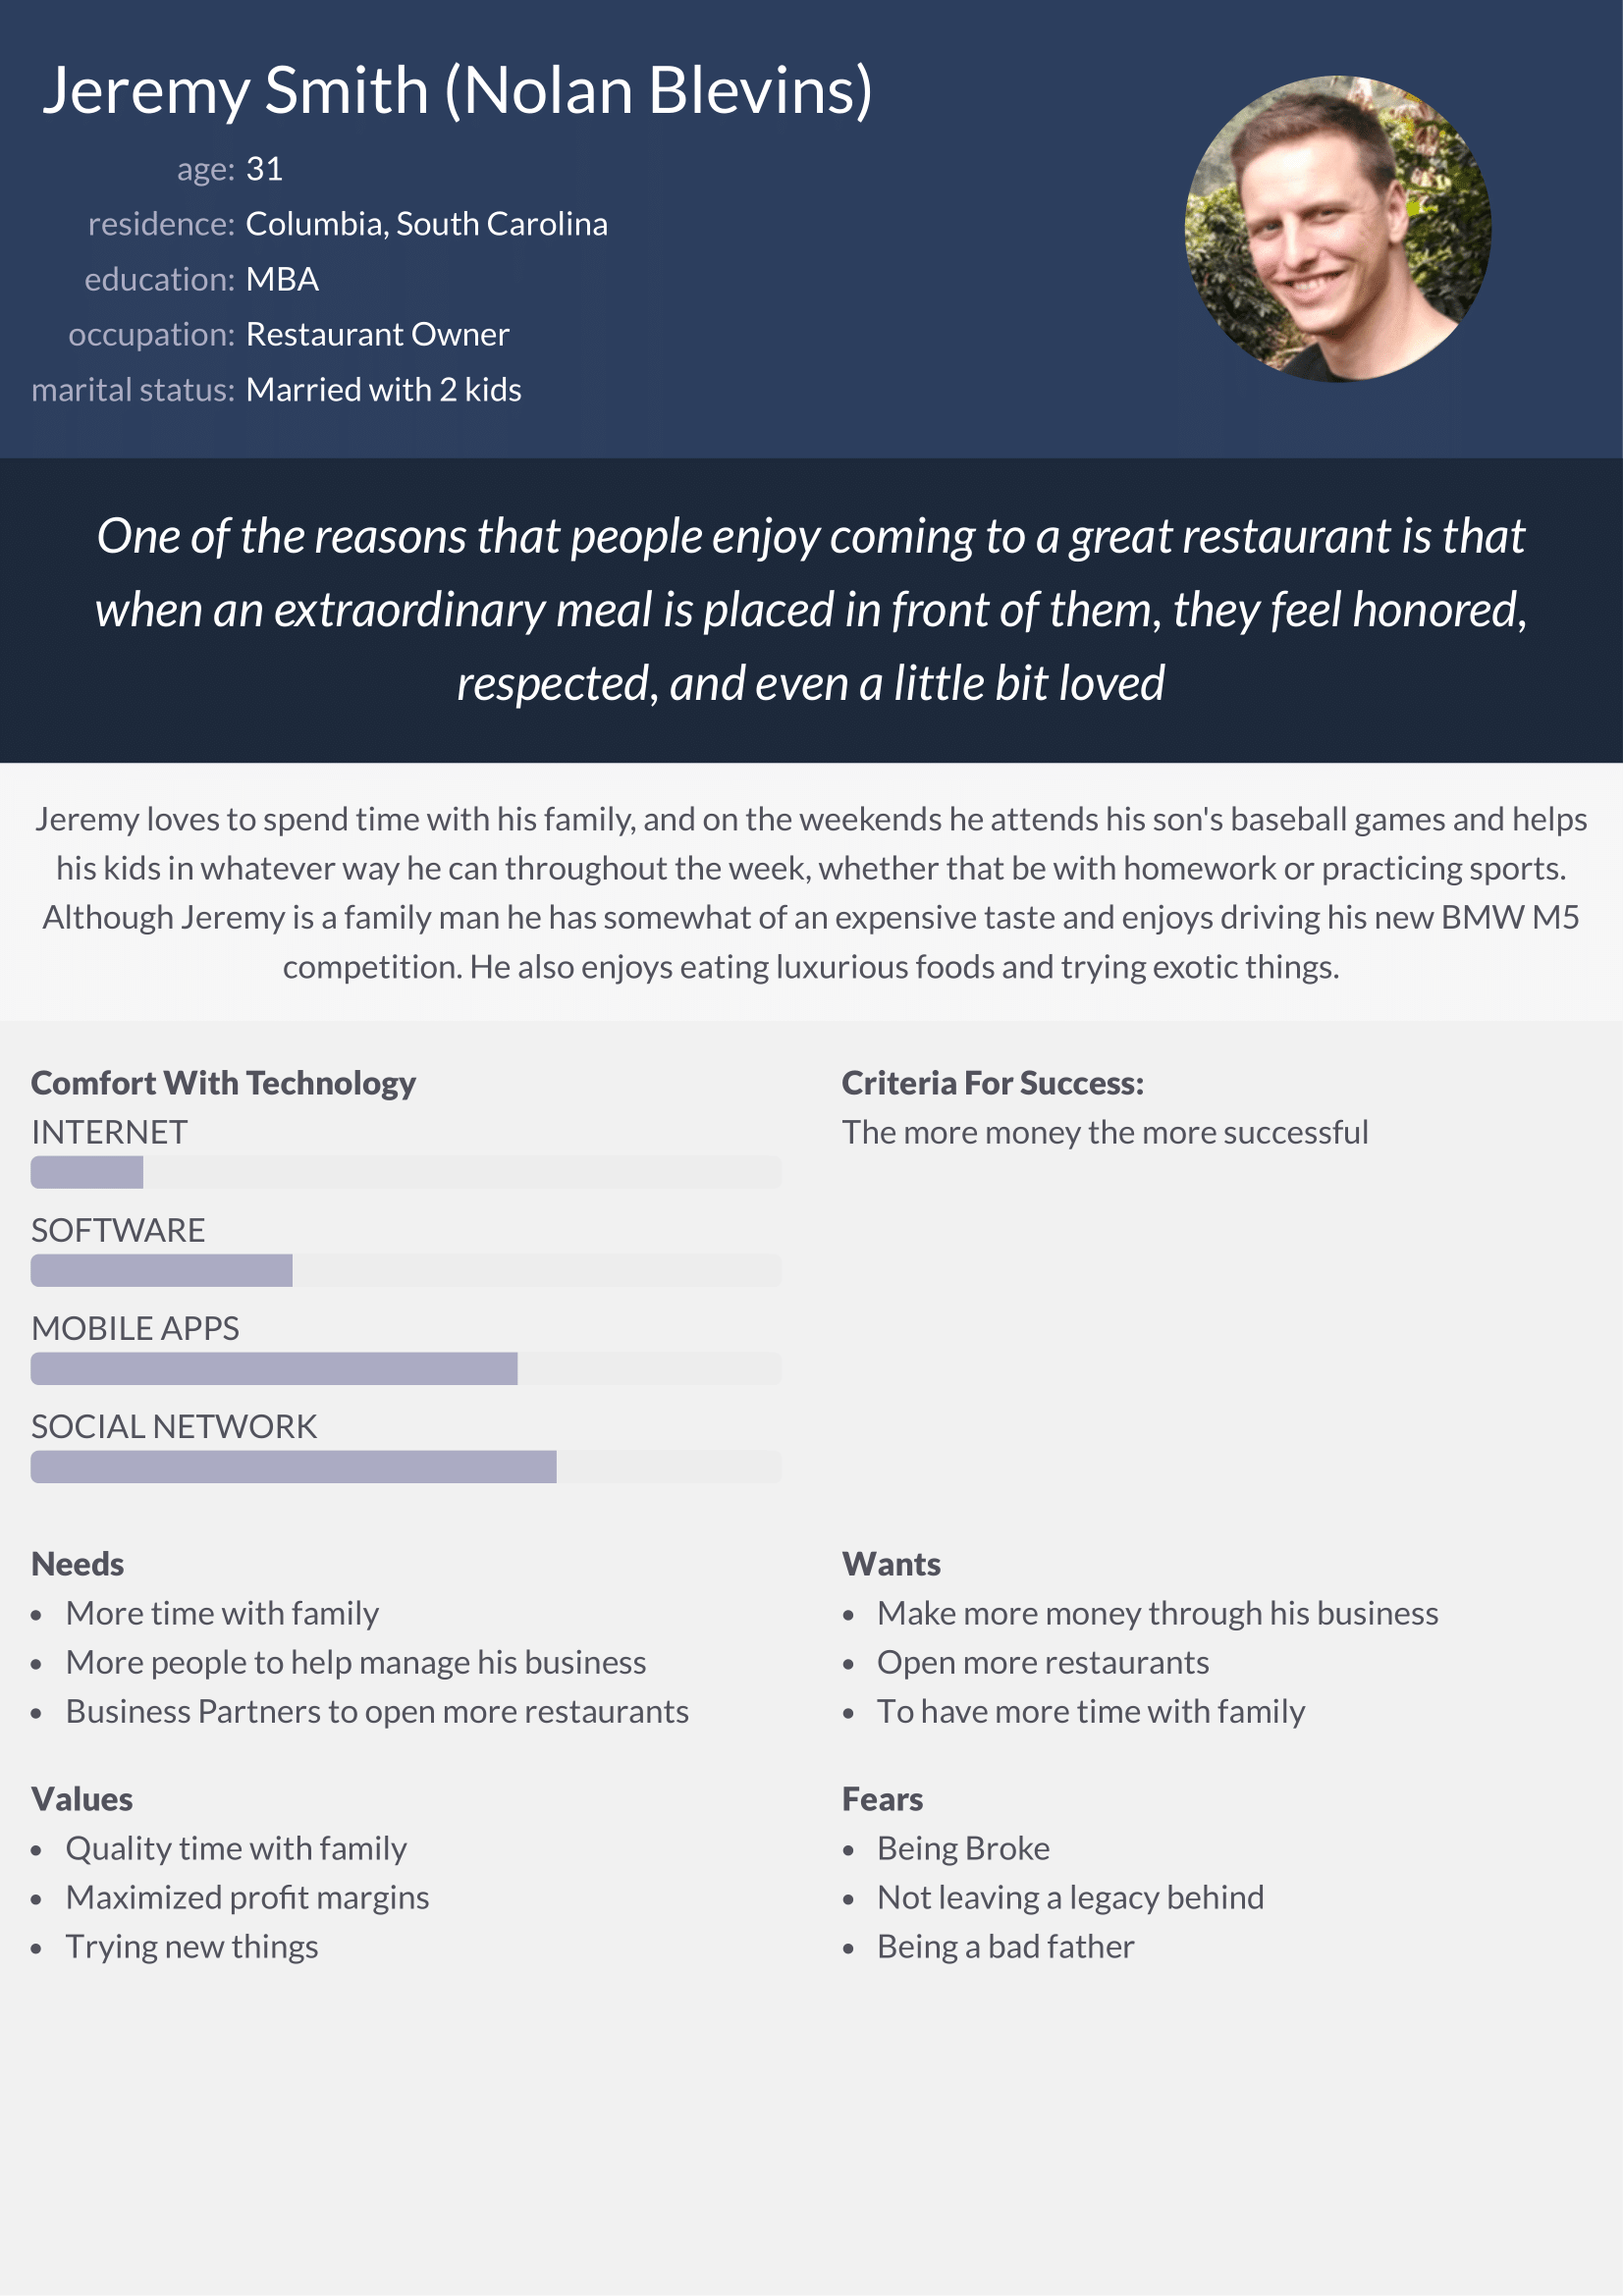 Jeremy Smith (Nolan Blevins)
age: 31
residence: Columbia, South Carolina
education: MBA
occupation: Restaurant Owner
marital status: Married with 2 kids
One of the reasons that people enjoy coming to a great restaurant is that
when an extraordinary meal is placed in front of them, they feel honored,
respected, and even a little bit loved
Jeremy loves to spend time with his family, and on the weekends he attends his son's baseball games and helps
his kids in whatever way he can throughout the week, whether that be with homework or practicing sports.
Although Jeremy is a family man he has somewhat of an expensive taste and enjoys driving his new BMW M5
competition. He also enjoys eating luxurious foods and trying exotic things.
Comfort With Technology
INTERNET
SOFTWARE
MOBILE APPS
SOCIAL NETWORK
Criteria For Success:
The more money the more successful
Needs
• More time with family
• More people to help manage his business
• Business Partners to open more restaurants
Wants
• Make more money through his business
• Open more restaurants
• To have more time with family
Values
• Quality time with family
• Maximized profit margins
• Trying new things
Fears
• Being Broke
• Not leaving a legacy behind
• Being a bad father